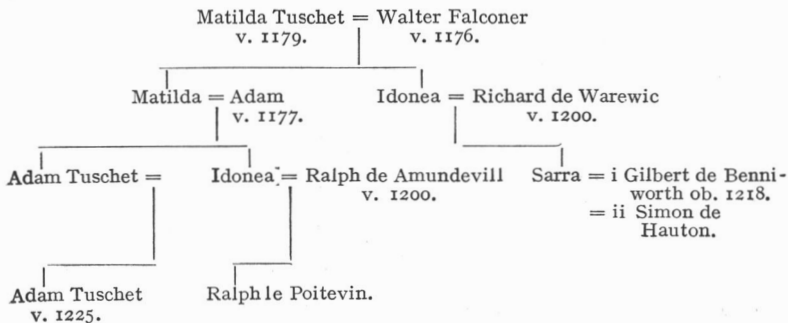 Matilda Tuschet = Walter Falconer
v. 1179. v. 1176.
Matilda = Adam Idonea = Richard de Warewic
v. 1177. v. 1200.
Adam Tuschet = Idonea = Ralph de Amundevill Sarra = i Gilbert de Benni-
v. 1200. worth ob. 1218.
= ii Simon de
Hauton.
Adam Tuschet Ralph le Poitevin.
v. 1225.